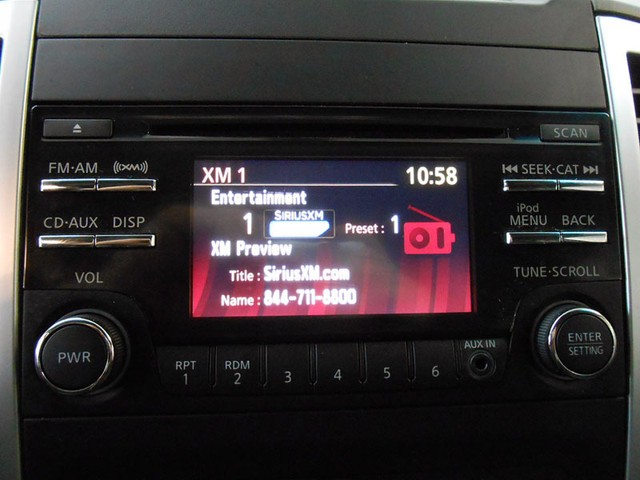 SCAN
FM·AM ((XM)) SEEK·CAT
CD·AUX DISP iPod MENU BACK
XM 1 10:58
Entertainment
1 SIRIUSXM Preset : 1
XM Preview
Title : SiriusXM.com
Name : 844-711-8800
VOL TUNE·SCROLL
PWR ENTER SETTING
RPT 1 RDM 2 3 4 5 6 AUX IN